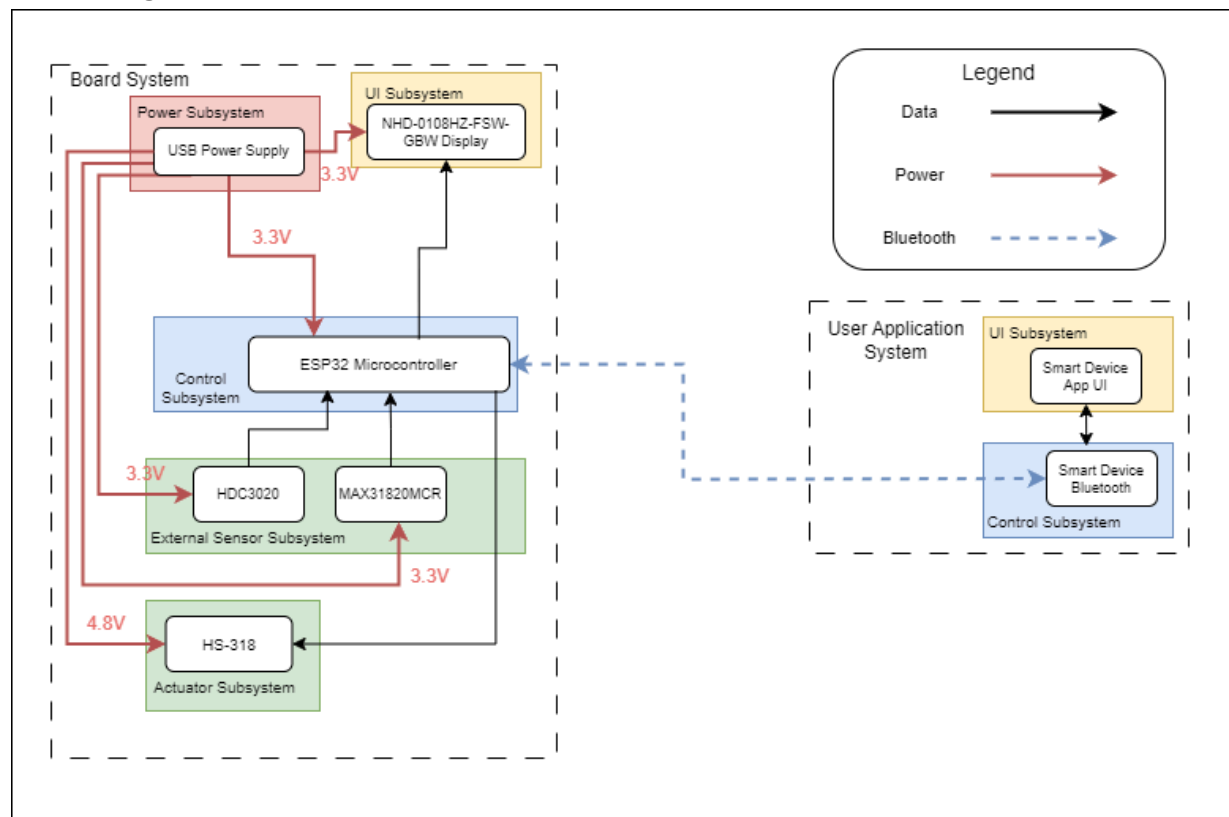 Board System
Power Subsystem
USB Power Supply
UI Subsystem
NHD-0108HZ-FSW-
GBW Display
3.3V
3.3V
Control
Subsystem
ESP32 Microcontroller
3.3V
HDC3020
MAX31820MCR
External Sensor Subsystem
3.3V
4.8V
HS-318
Actuator Subsystem
Legend
Data
Power
Bluetooth
User Application
System
UI Subsystem
Smart Device
App UI
Smart Device
Bluetooth
Control Subsystem